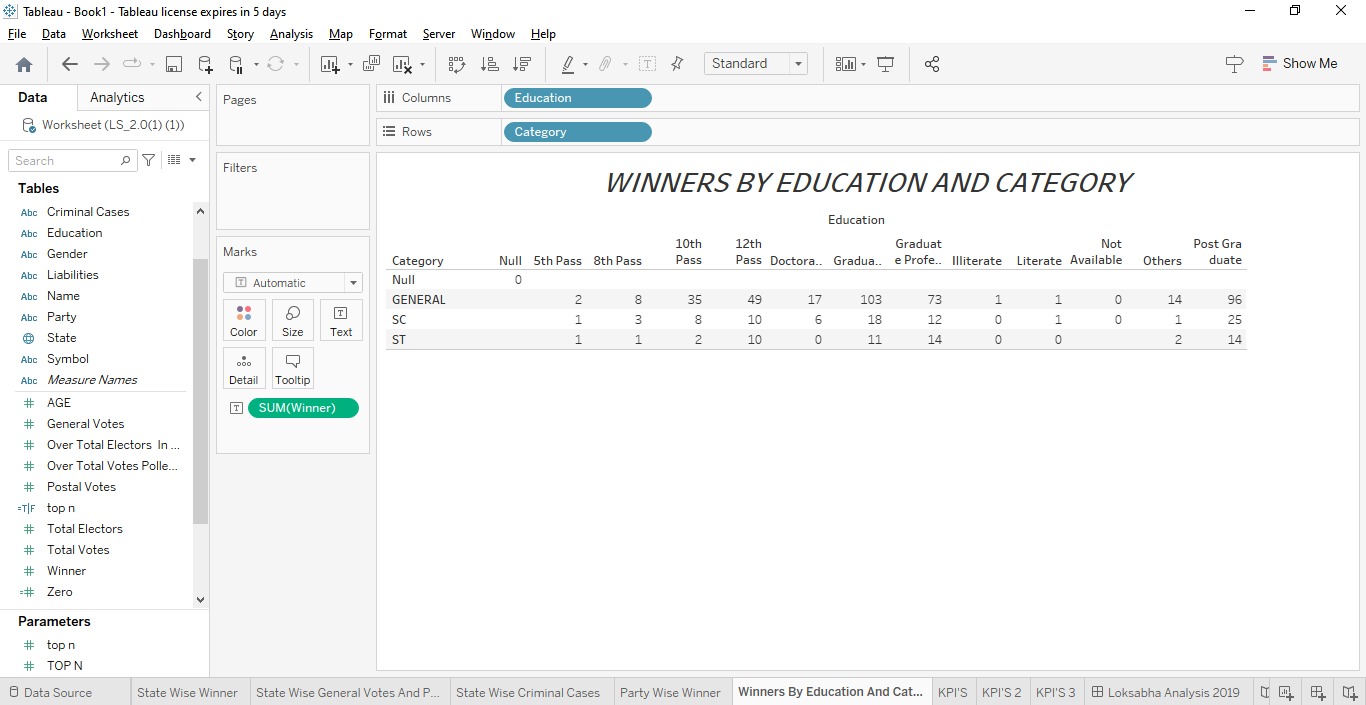 Tableau - Book1 - Tableau license expires in 5 days
File Data Worksheet Dashboard Story Analysis Map Format Server Window Help
Standard
Show Me
Data Analytics
Worksheet (LS_2.0(1) (1))
Search
Tables
Abc Criminal Cases
Abc Education
Abc Gender
Abc Liabilities
Abc Name
Abc Party
State
Abc Symbol
Abc Measure Names
# AGE
# General Votes
# Over Total Electors In ...
# Over Total Votes Polle...
# Postal Votes
=T|F top n
# Total Electors
# Total Votes
# Winner
=# Zero
Parameters
# top n
# TOP N
Pages
Filters
Marks
T Automatic
Color Size Text
Detail Tooltip
T SUM(Winner)
Columns Education
Rows Category
WINNERS BY EDUCATION AND CATEGORY
Education
Category Null 5th Pass 8th Pass 10th Pass 12th Pass Doctora.. Gradua.. Graduat e Profe.. Illiterate Literate Not Available Others Post Gra duate
Null 0
GENERAL 2 8 35 49 17 103 73 1 1 0 14 96
SC 1 3 8 10 6 18 12 0 1 0 1 25
ST 1 1 2 10 0 11 14 0 0 2 14
Data Source State Wise Winner State Wise General Votes And P... State Wise Criminal Cases Party Wise Winner Winners By Education And Cat... KPI'S KPI'S 2 KPI'S 3 Loksabha Analysis 2019